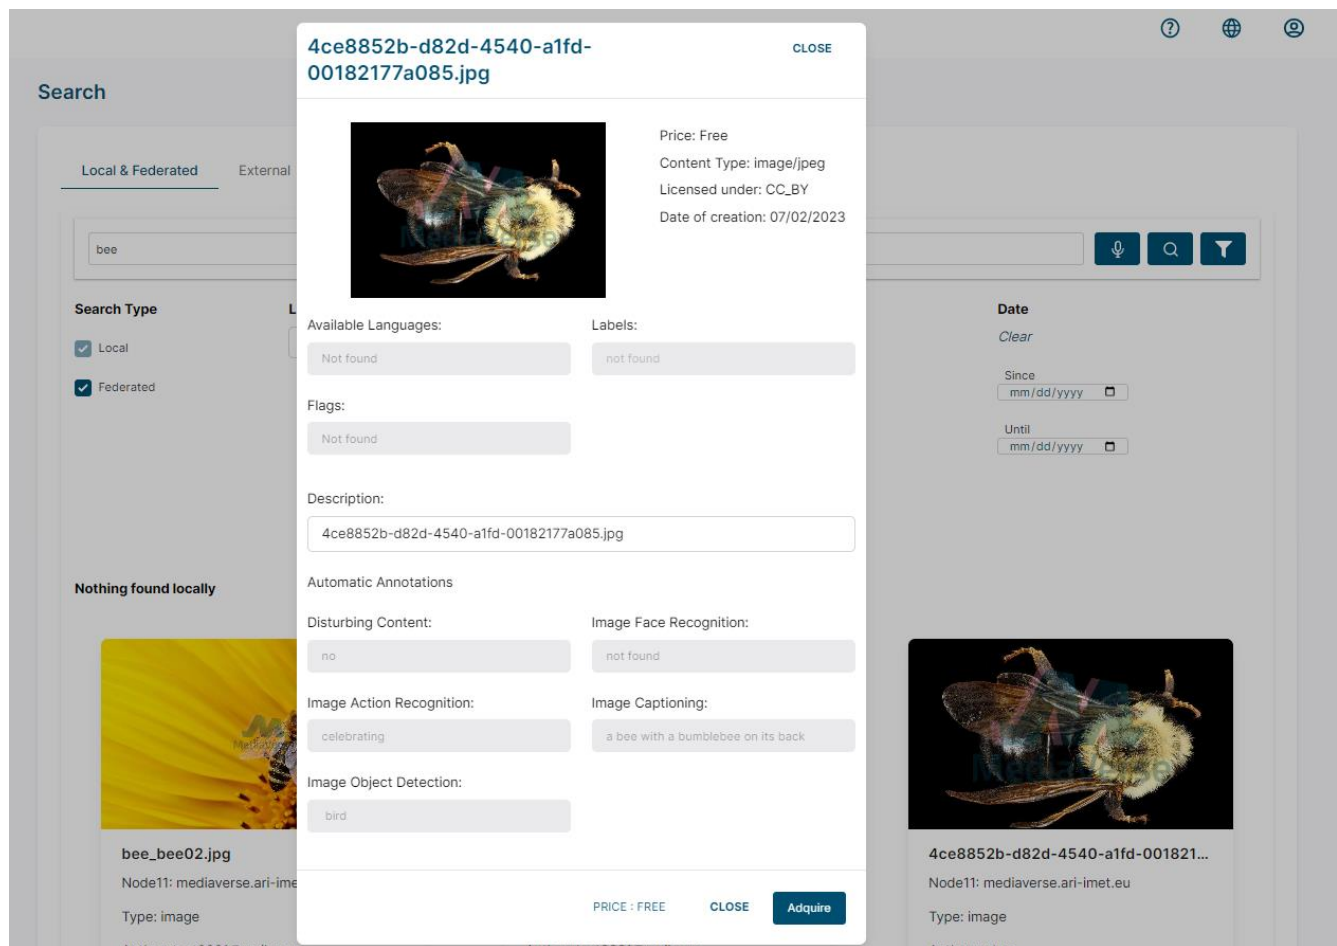 4ce8852b-d82d-4540-a1fd-
00182177a085.jpg
CLOSE
Search
Price: Free
Content Type: image/jpeg
Licensed under: CC_BY
Date of creation: 07/02/2023
MediaVerse
Local & Federated
External
bee
Search Type
L
Date
Clear
Available Languages:
Labels:
Local
Not found
not found
Since
Federated
mm/dd/yyyy
Flags:
Until
Not found
mm/dd/yyyy
Description:
4ce8852b-d82d-4540-a1fd-00182177a085.jpg
Nothing found locally
Automatic Annotations
Disturbing Content:
Image Face Recognition:
no
not found
Image Action Recognition:
Image Captioning:
celebrating
a bee with a bumblebee on its back
MediaVerse
Image Object Detection:
bird
bee_bee02.jpg
4ce8852b-d82d-4540-a1fd-001821...
Node11: mediaverse.ari-ime
Node11: mediaverse.ari-imet.eu
PRICE : FREE
CLOSE
Adquire
Type: image
Type: image